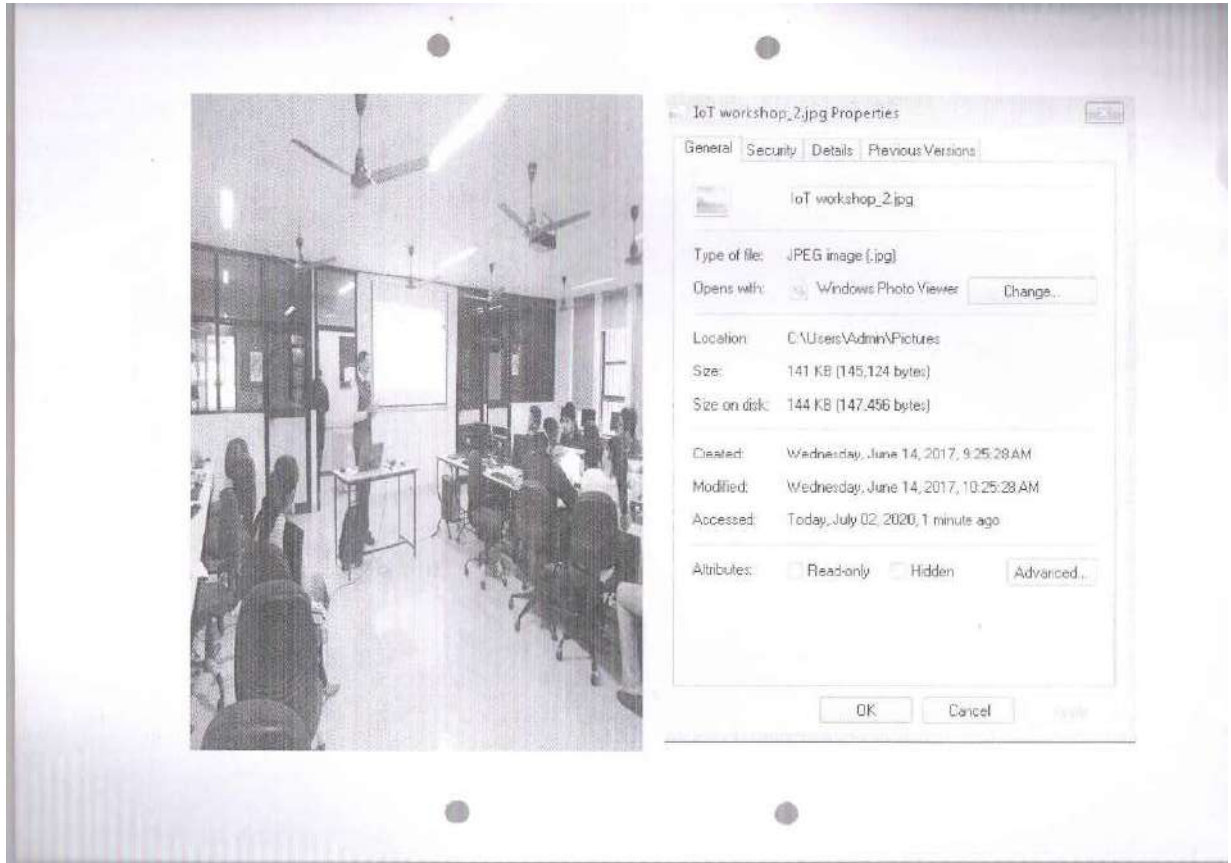 IoT workshop_2.jpg Properties
General Security Details Previous Versions
IoT workshop_2.jpg
Type of file: JPEG image (.jpg)
Opens with: Windows Photo Viewer Change...
Location: C:\Users\Admin\Pictures
Size: 141 KB (145,124 bytes)
Size on disk: 144 KB (147,456 bytes)
Created: Wednesday, June 14, 2017, 9:25:28 AM
Modified: Wednesday, June 14, 2017, 10:25:28 AM
Accessed: Today, July 02, 2020, 1 minute ago
Attributes: Read-only Hidden Advanced...
OK Cancel Apply